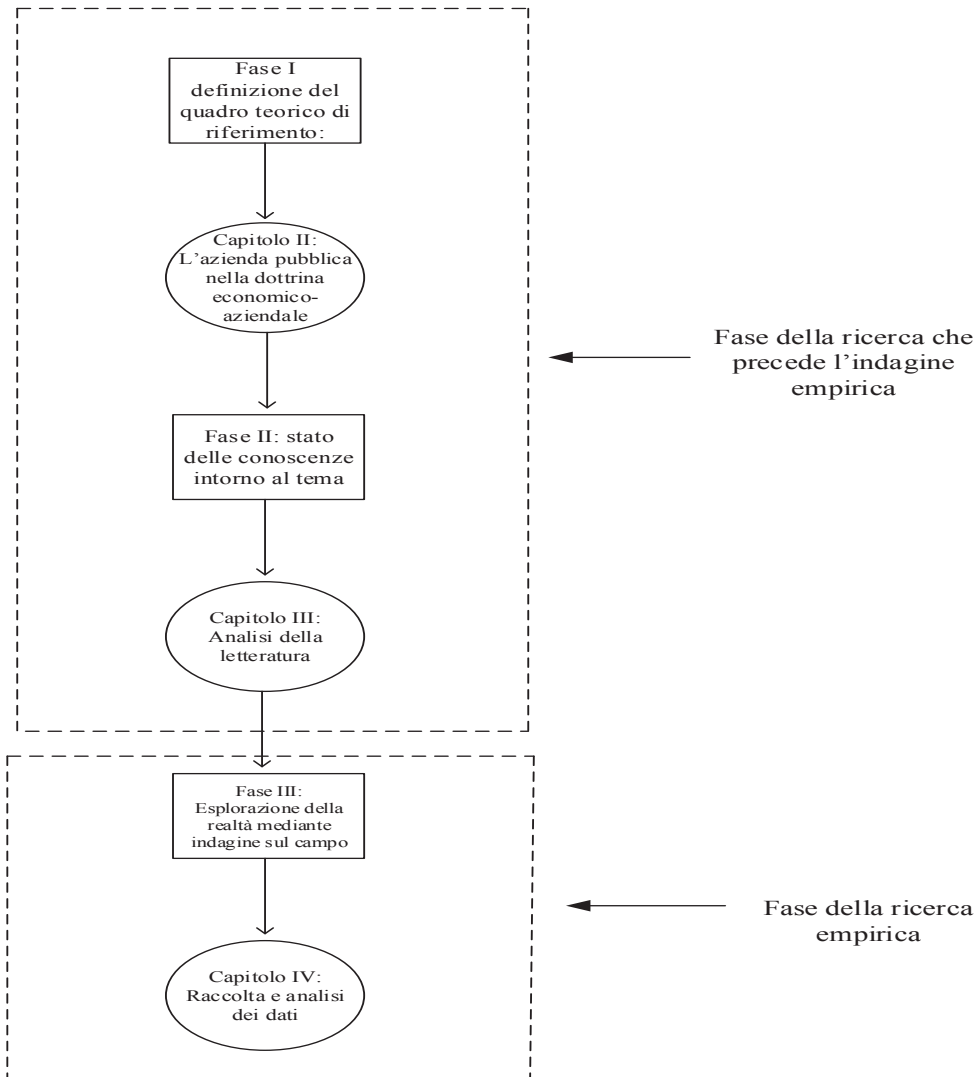 Fase I
definizione del
quadro teorico di
riferimento:
Capitolo II:
L'azienda pubblica
nella dottrina
economico-
aziendale
Fase della ricerca che
precede l'indagine
empirica
Fase II: stato
delle conoscenze
intorno al tema
Capitolo III:
Analisi della
letteratura
Fase III:
Esplorazione della
realtà mediante
indagine sul campo
Fase della ricerca
empirica
Capitolo IV:
Raccolta e analisi
dei dati